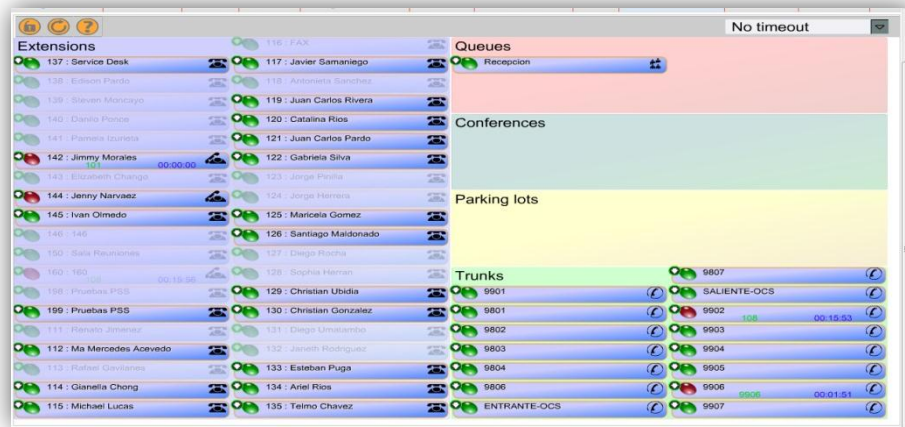 No timeout
Extensions
137 : Service Desk
138 : Edison Pardo
139 : Steven Moncayo
140 : Danilo Ponce
141 : Pamela Izurieta
142 : Jimmy Morales
101 00:00:00
143 : Elizabeth Chango
144 : Jenny Narvaez
145 : Ivan Olmedo
146 : 146
150 : Sala Reuniones
160 : 160
108 00:15:56
198 : Pruebas PSS
199 : Pruebas PSS
111 : Renato Jimenez
112 : Ma Mercedes Acevedo
113 : Rafael Gavilanes
114 : Gianella Chong
115 : Michael Lucas
116 : FAX
117 : Javier Samaniego
118 : Antonieta Sanchez
119 : Juan Carlos Rivera
120 : Catalina Rios
121 : Juan Carlos Pardo
122 : Gabriela Silva
123 : Jorge Pinilla
124 : Jorge Herrera
125 : Maricela Gomez
126 : Santiago Maldonado
127 : Diego Rocha
128 : Sophia Herran
129 : Christian Ubidia
130 : Christian Gonzalez
131 : Diego Umatambo
132 : Janeth Rodriguez
133 : Esteban Puga
134 : Ariel Rios
135 : Telmo Chavez
Queues
Recepcion
Conferences
Parking lots
Trunks
9901
9801
9802
9803
9804
9806
ENTRANTE-OCS
9807
SALIENTE-OCS
9902
108 00:15:53
9903
9904
9905
9906
9906 00:01:51
9907